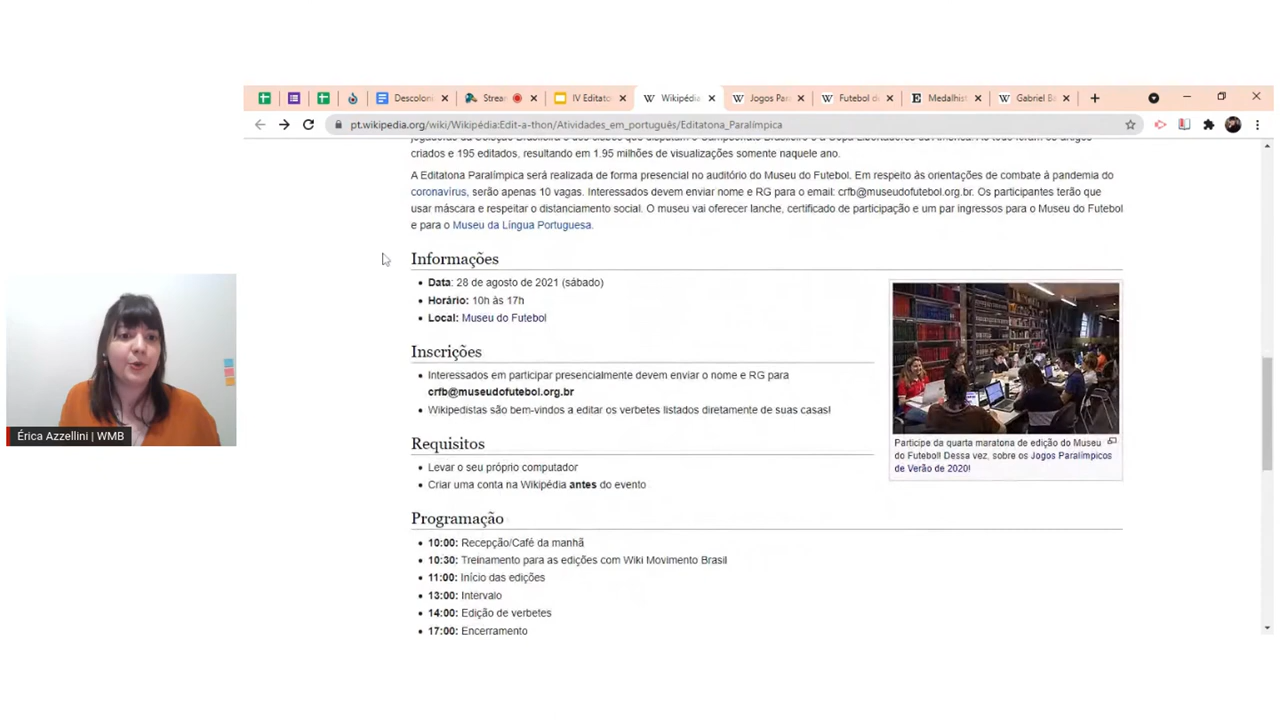 Descoloni
Strea
IV Editato
Wikipédi
Jogos Par
Futebol d
Medalhist
Gabriel B
pt.wikipedia.org/wiki/Wikipédia:Edit-a-thon/Atividades_em_português/Editatona_Paralímpica
criados e 195 editados, resultando em 1.95 milhões de visualizações somente naquele ano.
A Editatona Paralímpica será realizada de forma presencial no auditório do Museu do Futebol. Em respeito às orientações de combate à pandemia do
coronavírus, serão apenas 10 vagas. Interessados devem enviar nome e RG para o email: crfb@museudofutebol.org.br. Os participantes terão que
usar máscara e respeitar o distanciamento social. O museu vai oferecer lanche, certificado de participação e um par ingressos para o Museu do Futebol
e para o Museu da Língua Portuguesa.
Informações
Data: 28 de agosto de 2021 (sábado)
Horário: 10h às 17h
Local: Museu do Futebol
Inscrições
Interessados em participar presencialmente devem enviar o nome e RG para
crfb@museudofutebol.org.br
Wikipedistas são bem-vindos a editar os verbetes listados diretamente de suas casas!
Participe da quarta maratona de edição do Museu
do Futebol! Dessa vez, sobre os Jogos Paralímpicos
de Verão de 2020!
Requisitos
Levar o seu próprio computador
Criar uma conta na Wikipédia antes do evento
Programação
10:00: Recepção/Café da manhã
10:30: Treinamento para as edições com Wiki Movimento Brasil
11:00: Início das edições
13:00: Intervalo
14:00: Edição de verbetes
17:00: Encerramento
Érica Azzellini | WMB